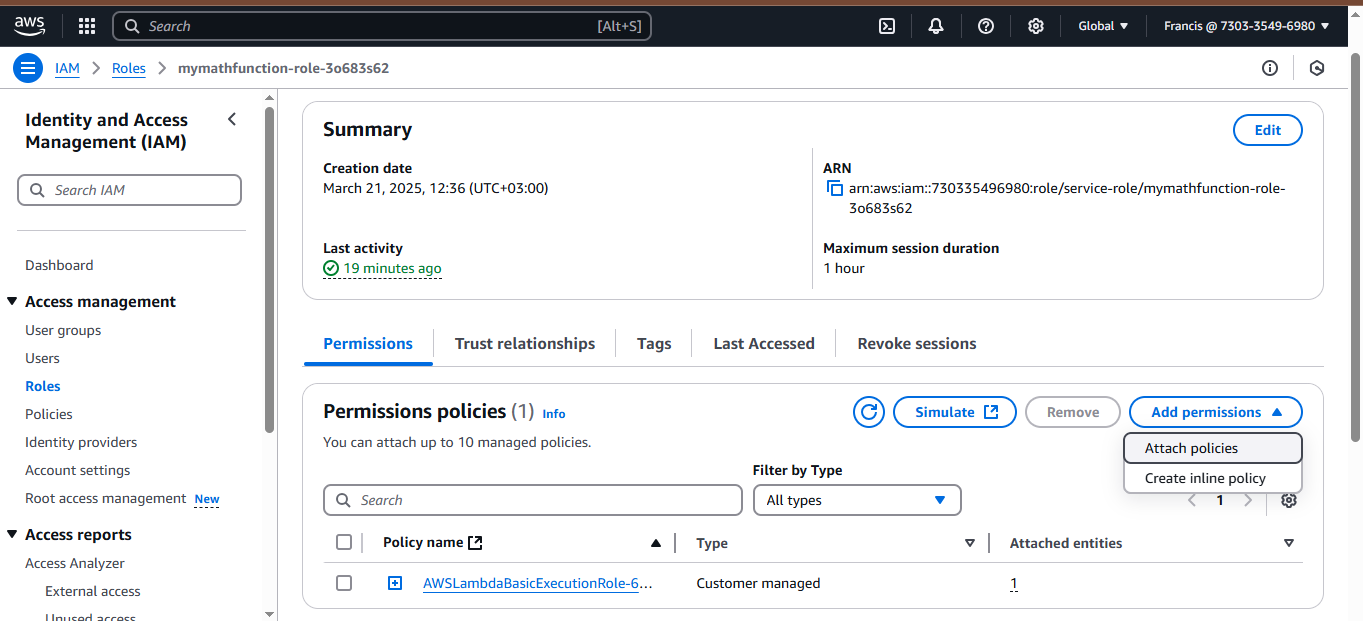 aws
Search [Alt+S]
Global
Francis @ 7303-3549-6980
IAM
Roles
mymathfunction-role-3o683s62
Identity and Access
Management (IAM)
Search IAM
Dashboard
Access management
User groups
Users
Roles
Policies
Identity providers
Account settings
Root access management New
Access reports
Access Analyzer
External access
Unused access
Summary
Edit
Creation date
March 21, 2025, 12:36 (UTC+03:00)
ARN
arn:aws:iam::730335496980:role/service-role/mymathfunction-role-
3o683s62
Last activity
19 minutes ago
Maximum session duration
1 hour
Permissions
Trust relationships
Tags
Last Accessed
Revoke sessions
Permissions policies (1) Info
Simulate
Remove
Add permissions
You can attach up to 10 managed policies.
Attach policies
Create inline policy
Filter by Type
Search
All types
1
Policy name
Type
Attached entities
AWSLambdaBasicExecutionRole-6...
Customer managed
1